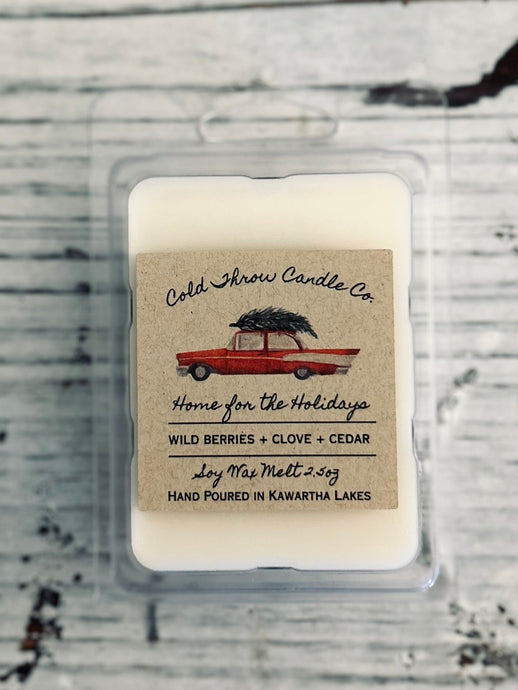 Cold Throw Candle Co.
Home for the Holidays
WILD BERRIES + CLOVE + CEDAR
Soy Wax Melt 2.5oz
HAND POURED IN KAWARTHA LAKES